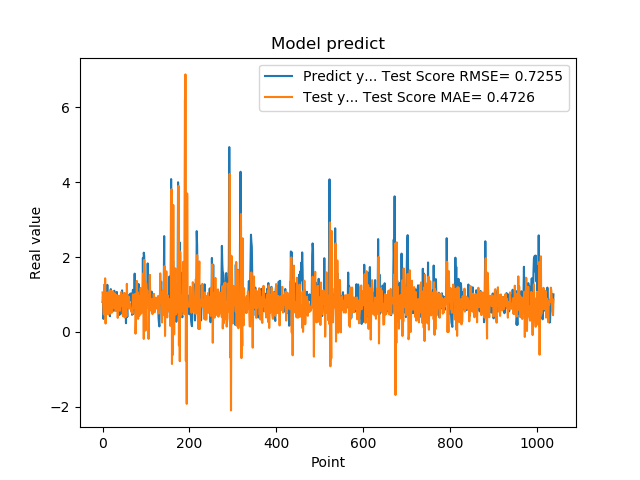 Model predict
Predict y... Test Score RMSE= 0.7255
Test y... Test Score MAE= 0.4726
Real value
6
4
2
0
−2
0 200 400 600 800 1000
Point